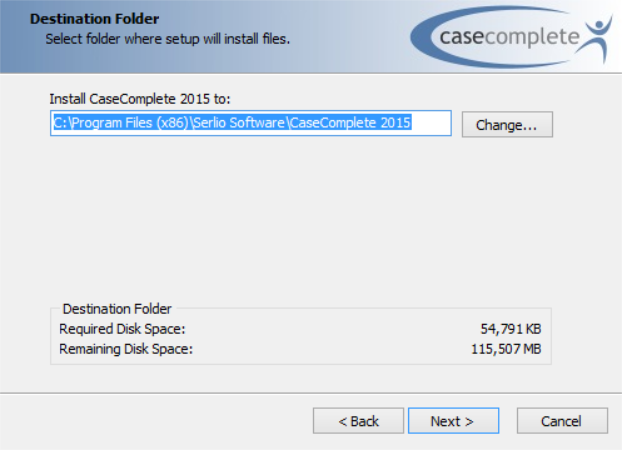 Destination Folder
Select folder where setup will install files.
casecomplete
Install CaseComplete 2015 to:
C:\Program Files (x86)\Serlio Software\CaseComplete 2015
Change...
Destination Folder
Required Disk Space: 54,791 KB
Remaining Disk Space: 115,507 MB
< Back Next > Cancel